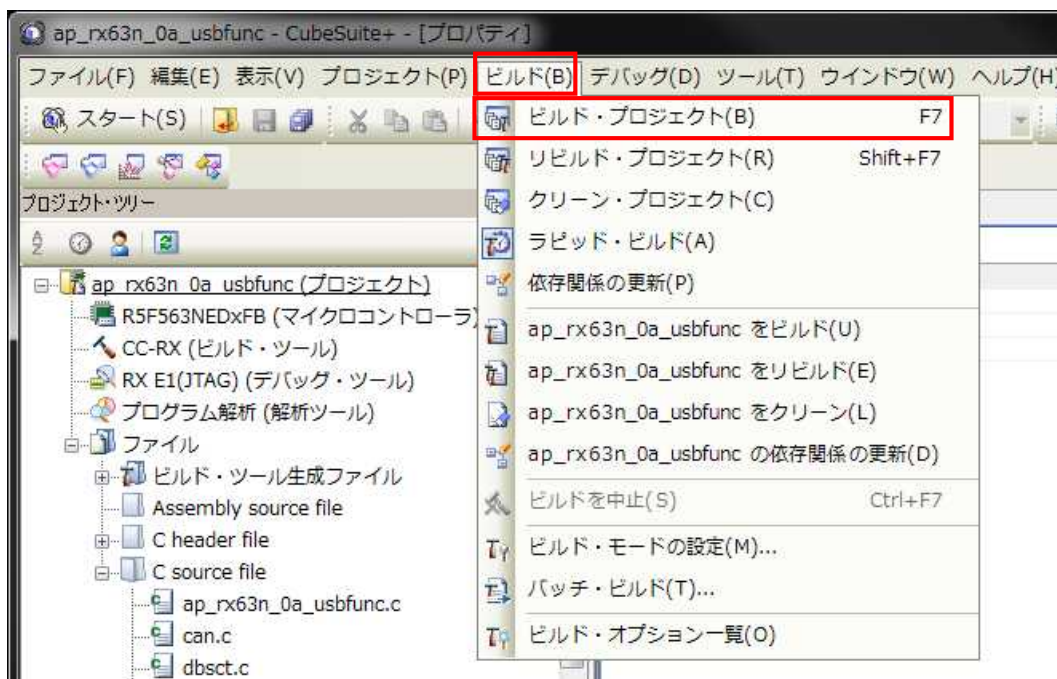 ap_rx63n_0a_usbfunc - CubeSuite+ - [プロパティ]
ファイル(F) 編集(E) 表示(V) プロジェクト(P) ビルド(B) デバッグ(D) ツール(T) ウインドウ(W) ヘルプ(H)
スタート(S)
ビルド・プロジェクト(B) F7
リビルド・プロジェクト(R) Shift+F7
クリーン・プロジェクト(C)
ラピッド・ビルド(A)
依存関係の更新(P)
ap_rx63n_0a_usbfunc をビルド(U)
ap_rx63n_0a_usbfunc をリビルド(E)
ap_rx63n_0a_usbfunc をクリーン(L)
ap_rx63n_0a_usbfunc の依存関係の更新(D)
ビルドを中止(S) Ctrl+F7
ビルド・モードの設定(M)...
バッチ・ビルド(T)...
ビルド・オプション一覧(O)
プロジェクト・ツリー
ap_rx63n_0a_usbfunc (プロジェクト)
R5F563NEDxFB (マイクロコントローラ)
CC-RX (ビルド・ツール)
RX E1(JTAG) (デバッグ・ツール)
プログラム解析 (解析ツール)
ファイル
ビルド・ツール生成ファイル
Assembly source file
C header file
C source file
ap_rx63n_0a_usbfunc.c
can.c
dbsct.c